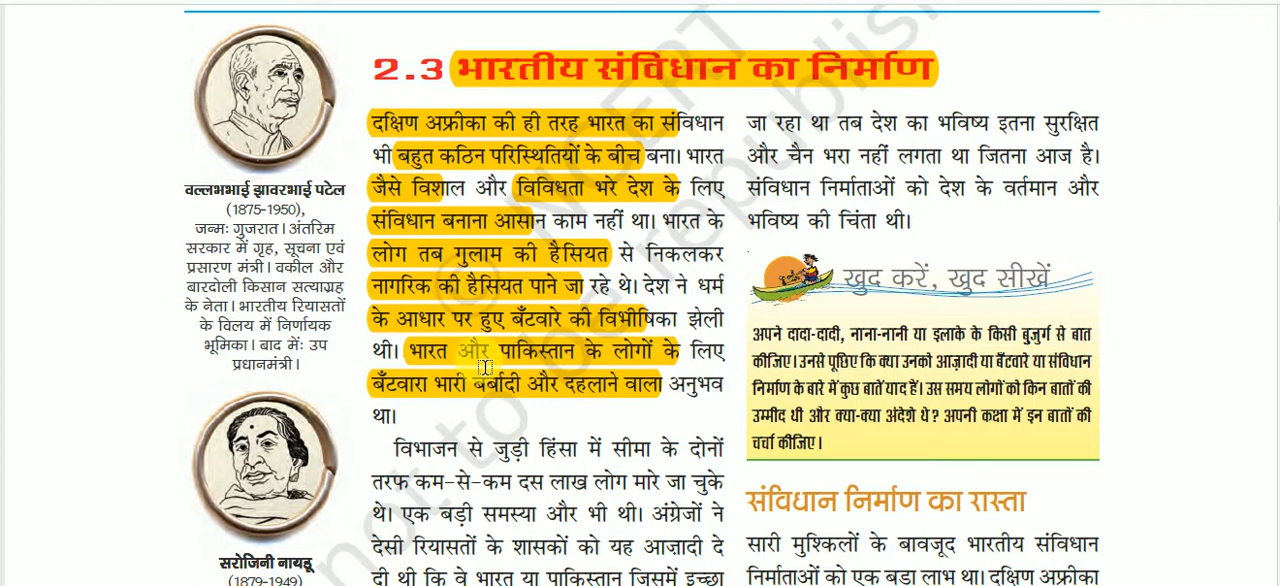 2.3 भारतीय संविधान का निर्माण
वल्लभभाई झावरभाई पटेल
(1875-1950),
जन्मः गुजरात। अंतरिम
सरकार में गृह, सूचना एवं
प्रसारण मंत्री। वकील और
बारदोली किसान सत्याग्रह
के नेता। भारतीय रियासतों
के विलय में निर्णायक
भूमिका। बाद मेंः उप
प्रधानमंत्री।
सरोजिनी नायडू
(1879-1949)
दक्षिण अफ्रीका की ही तरह भारत का संविधान
भी बहुत कठिन परिस्थितियों के बीच बना। भारत
जैसे विशाल और विविधता भरे देश के लिए
संविधान बनाना आसान काम नहीं था। भारत के
लोग तब गुलाम की हैसियत से निकलकर
नागरिक की हैसियत पाने जा रहे थे। देश ने धर्म
के आधार पर हुए बँटवारे की विभीषिका झेली
थी। भारत और पाकिस्तान के लोगों के लिए
बँटवारा भारी बर्बादी और दहलाने वाला अनुभव
था।
विभाजन से जुड़ी हिंसा में सीमा के दोनों
तरफ कम-से-कम दस लाख लोग मारे जा चुके
थे। एक बड़ी समस्या और भी थी। अंग्रेजों ने
देसी रियासतों के शासकों को यह आज़ादी दे
दी थी कि वे भारत या पाकिस्तान जिसमें इच्छा
जा रहा था तब देश का भविष्य इतना सुरक्षित
और चैन भरा नहीं लगता था जितना आज है।
संविधान निर्माताओं को देश के वर्तमान और
भविष्य की चिंता थी।
खुद करें, खुद सीखें
अपने दादा-दादी, नाना-नानी या इलाके के किसी बुजुर्ग से बात
कीजिए। उनसे पूछिए कि क्या उनको आज़ादी या बँटवारे या संविधान
निर्माण के बारे में कुछ बातें याद हैं। उस समय लोगों को किन बातों की
उम्मीद थी और क्या-क्या अंदेशे थे? अपनी कक्षा में इन बातों की
चर्चा कीजिए।
संविधान निर्माण का रास्ता
सारी मुश्किलों के बावजूद भारतीय संविधान
निर्माताओं को एक बड़ा लाभ था। दक्षिण अफ्रीका
© NCERT
not to be republis